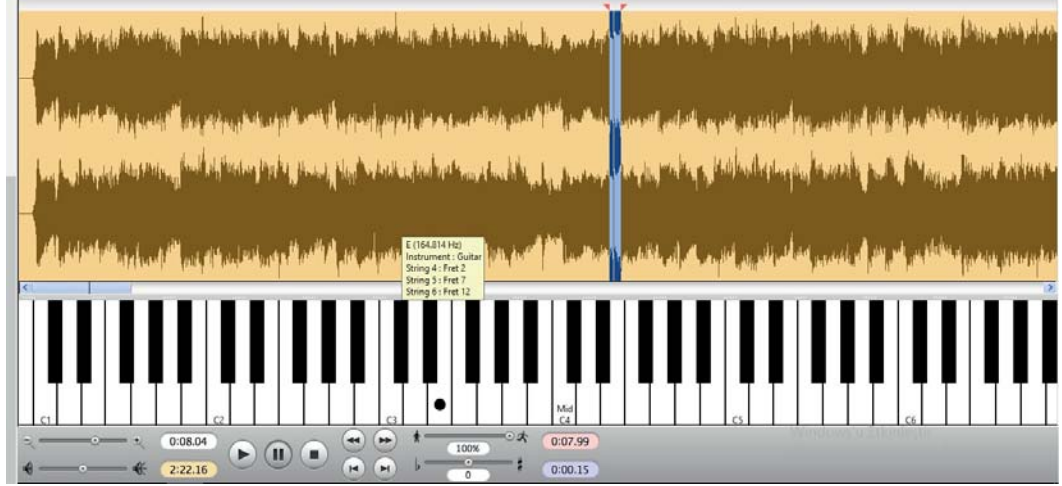 E (164.814 Hz)
Instrument : Guitar
String 4 : Fret 2
String 5 : Fret 7
String 6 : Fret 12
Mid
C1 C2 C3 C4 C5 C6
0:08.04 100% 0:07.99
2:22.16 0 0:00.15